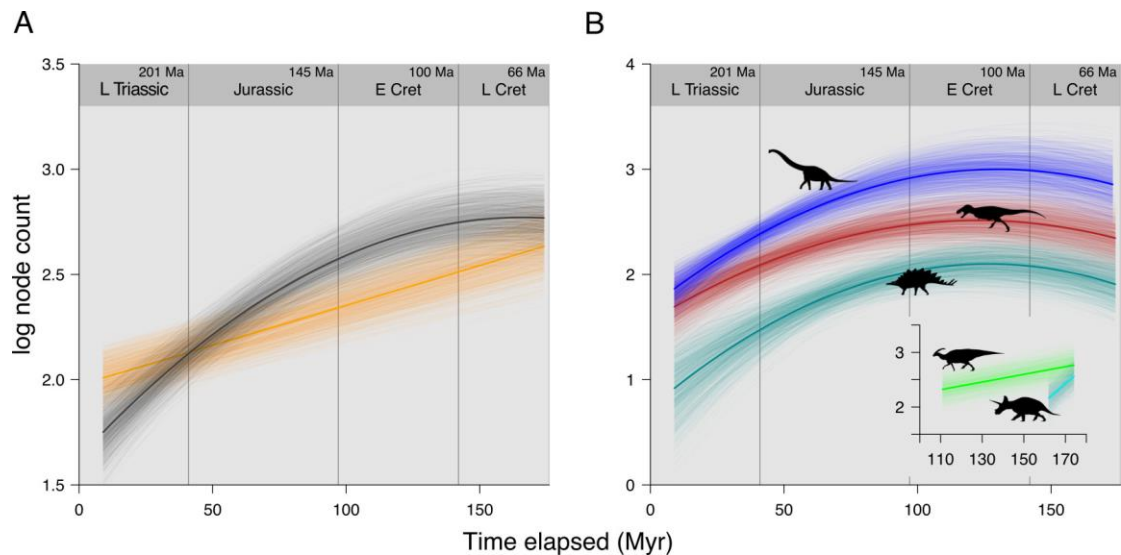 A
B
log node count
3.5
3.0
2.5
2.0
1.5
201 Ma
145 Ma
100 Ma
66 Ma
L Triassic
Jurassic
E Cret
L Cret
0
50
100
150
4
3
2
1
0
201 Ma
145 Ma
100 Ma
66 Ma
L Triassic
Jurassic
E Cret
L Cret
3
2
110
130
150
170
0
50
100
150
Time elapsed (Myr)